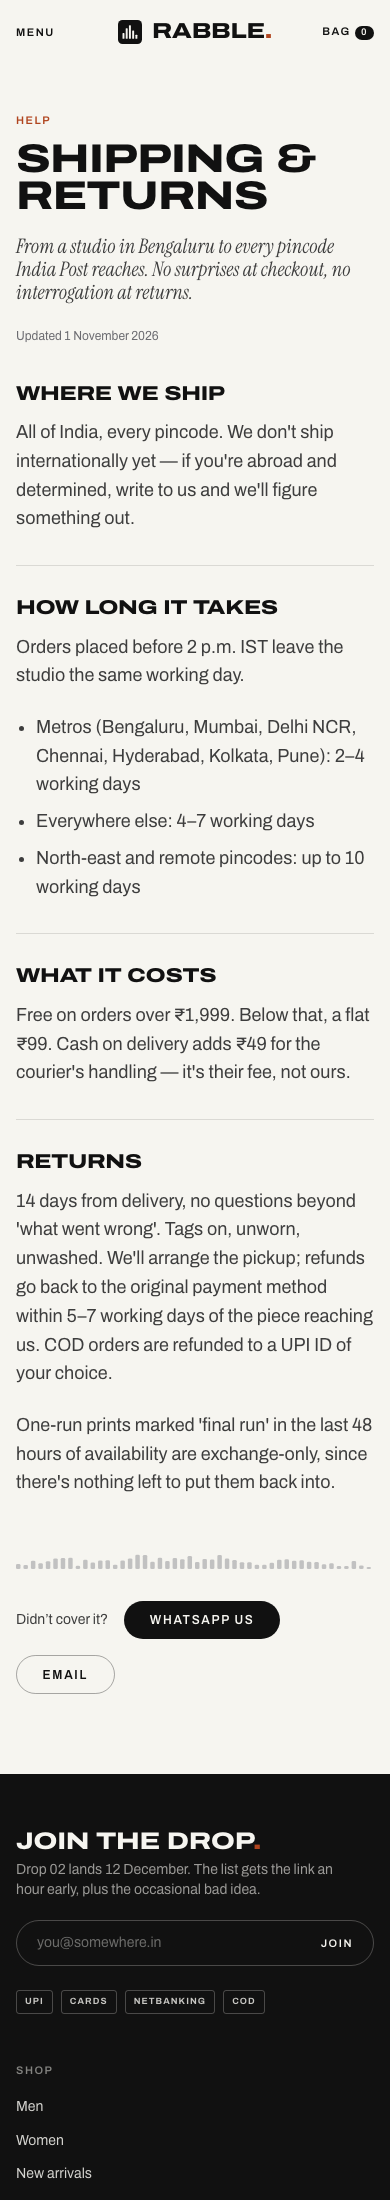 MENU
RABBLE.
BAG 0
HELP
SHIPPING &
RETURNS
From a studio in Bengaluru to every pincode
India Post reaches. No surprises at checkout, no
interrogation at returns.
Updated 1 November 2026
WHERE WE SHIP
All of India, every pincode. We don't ship
internationally yet — if you're abroad and
determined, write to us and we'll figure
something out.
HOW LONG IT TAKES
Orders placed before 2 p.m. IST leave the
studio the same working day.
• Metros (Bengaluru, Mumbai, Delhi NCR,
Chennai, Hyderabad, Kolkata, Pune): 2–4
working days
• Everywhere else: 4–7 working days
• North-east and remote pincodes: up to 10
working days
WHAT IT COSTS
Free on orders over ₹1,999. Below that, a flat
₹99. Cash on delivery adds ₹49 for the
courier's handling — it's their fee, not ours.
RETURNS
14 days from delivery, no questions beyond
'what went wrong'. Tags on, unworn,
unwashed. We'll arrange the pickup; refunds
go back to the original payment method
within 5–7 working days of the piece reaching
us. COD orders are refunded to a UPI ID of
your choice.
One-run prints marked 'final run' in the last 48
hours of availability are exchange-only, since
there's nothing left to put them back into.
Didn’t cover it?
WHATSAPP US
EMAIL
JOIN THE DROP.
Drop 02 lands 12 December. The list gets the link an
hour early, plus the occasional bad idea.
you@somewhere.in
JOIN
UPI
CARDS
NETBANKING
COD
SHOP
Men
Women
New arrivals